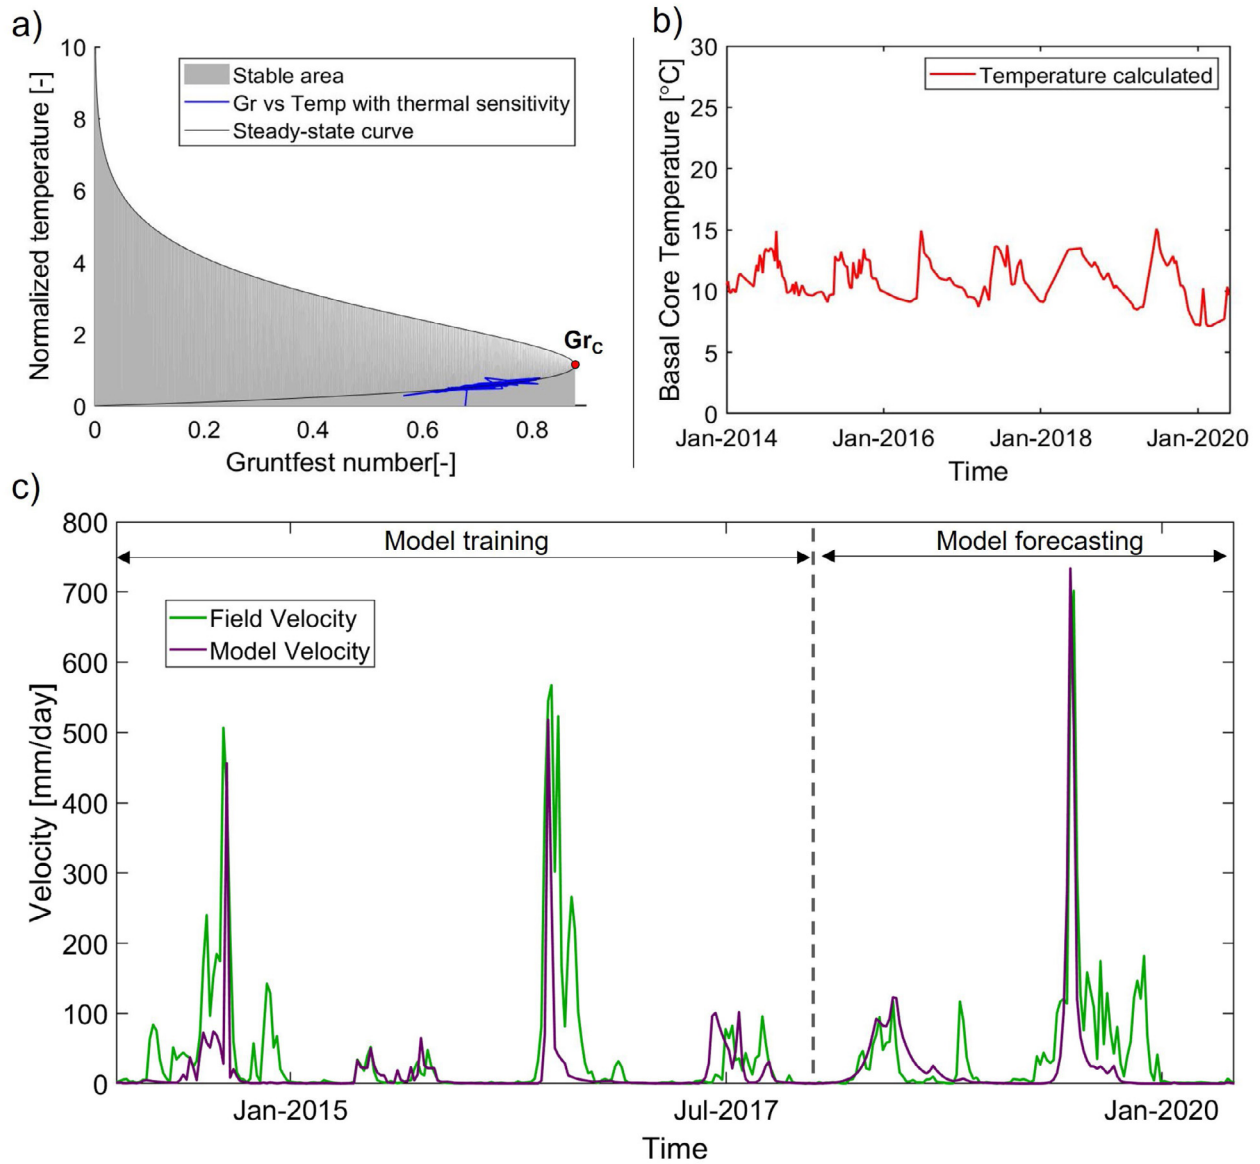 a)
10
8
6
4
2
0
Normalized temperature [-]
Stable area
Gr vs Temp with thermal sensitivity
Steady-state curve
Grc
0 0.2 0.4 0.6 0.8
Gruntfest number[-]
b)
30
25
20
15
10
5
0
Basal Core Temperature [°C]
Temperature calculated
Jan-2014 Jan-2016 Jan-2018 Jan-2020
Time
c)
800
700
600
500
400
300
200
100
0
Velocity [mm/day]
Model training
Model forecasting
Field Velocity
Model Velocity
Jan-2015 Jul-2017 Jan-2020
Time